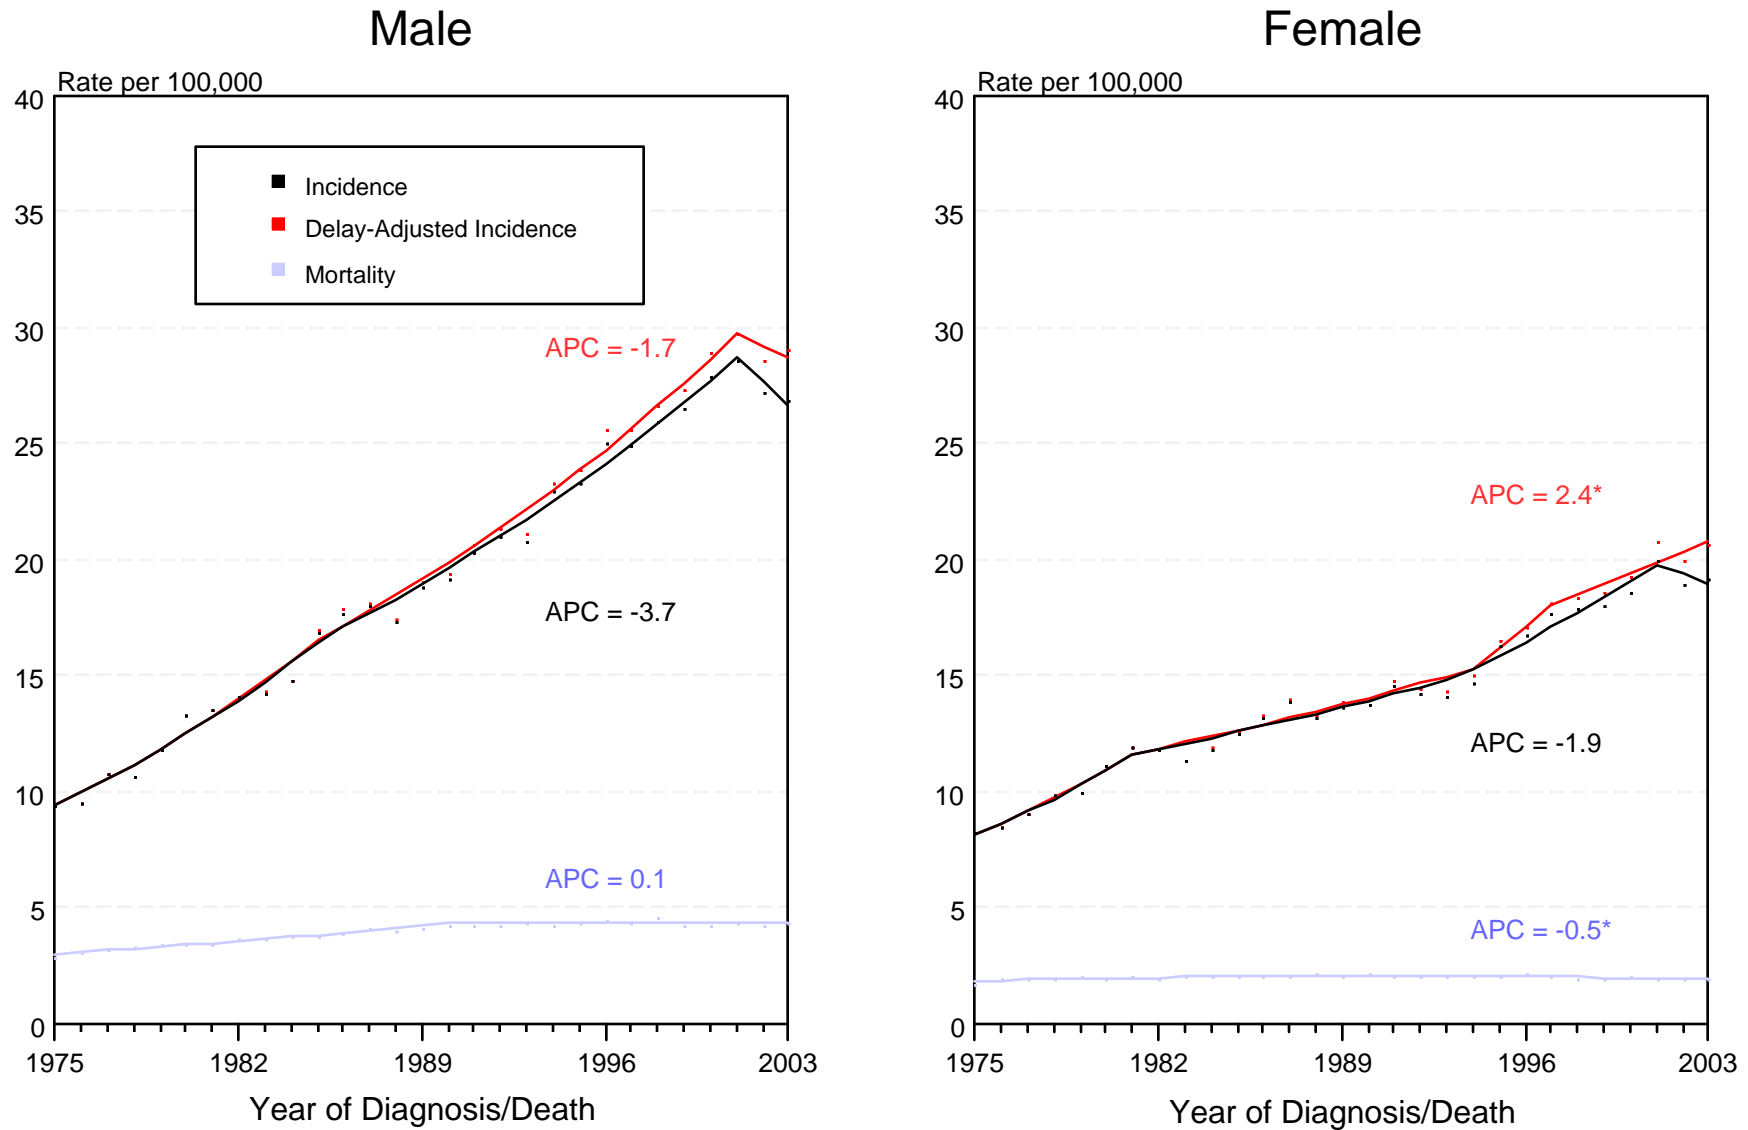 Male
Rate per 100,000
40
35
30
25
20
15
10
5
0
Incidence
Delay-Adjusted Incidence
Mortality
APC = -1.7
APC = -3.7
APC = 0.1
1975 1982 1989 1996 2003
Year of Diagnosis/Death
Female
Rate per 100,000
40
35
30
25
20
15
10
5
0
APC = 2.4*
APC = -1.9
APC = -0.5*
1975 1982 1989 1996 2003
Year of Diagnosis/Death